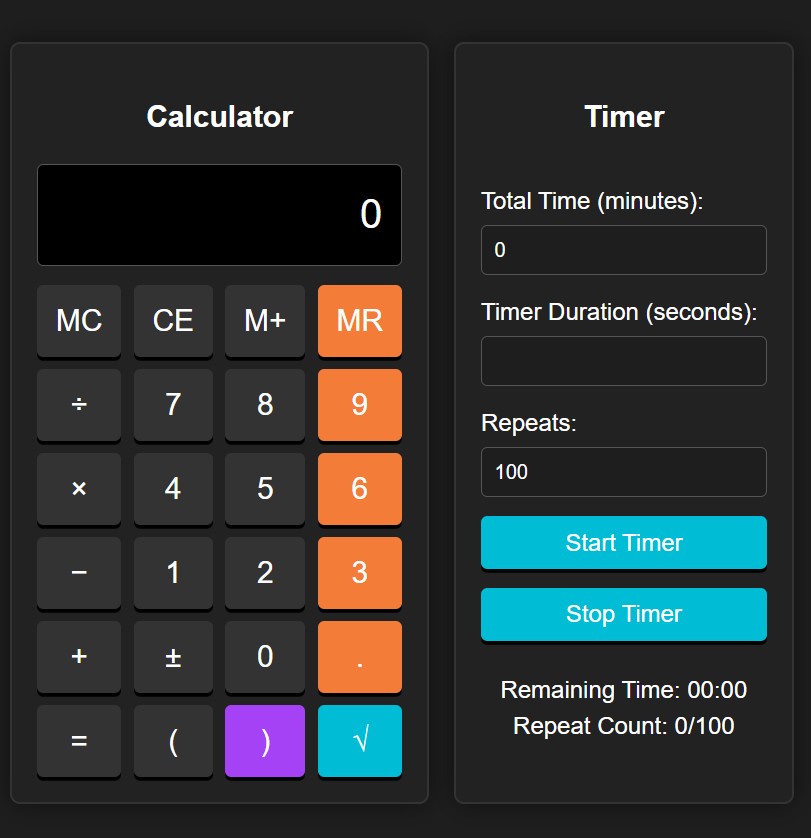 Calculator
0
MC CE M+ MR
÷ 7 8 9
× 4 5 6
− 1 2 3
+ ± 0 .
= ( ) √
Timer
Total Time (minutes):
0
Timer Duration (seconds):
Repeats:
100
Start Timer
Stop Timer
Remaining Time: 00:00
Repeat Count: 0/100